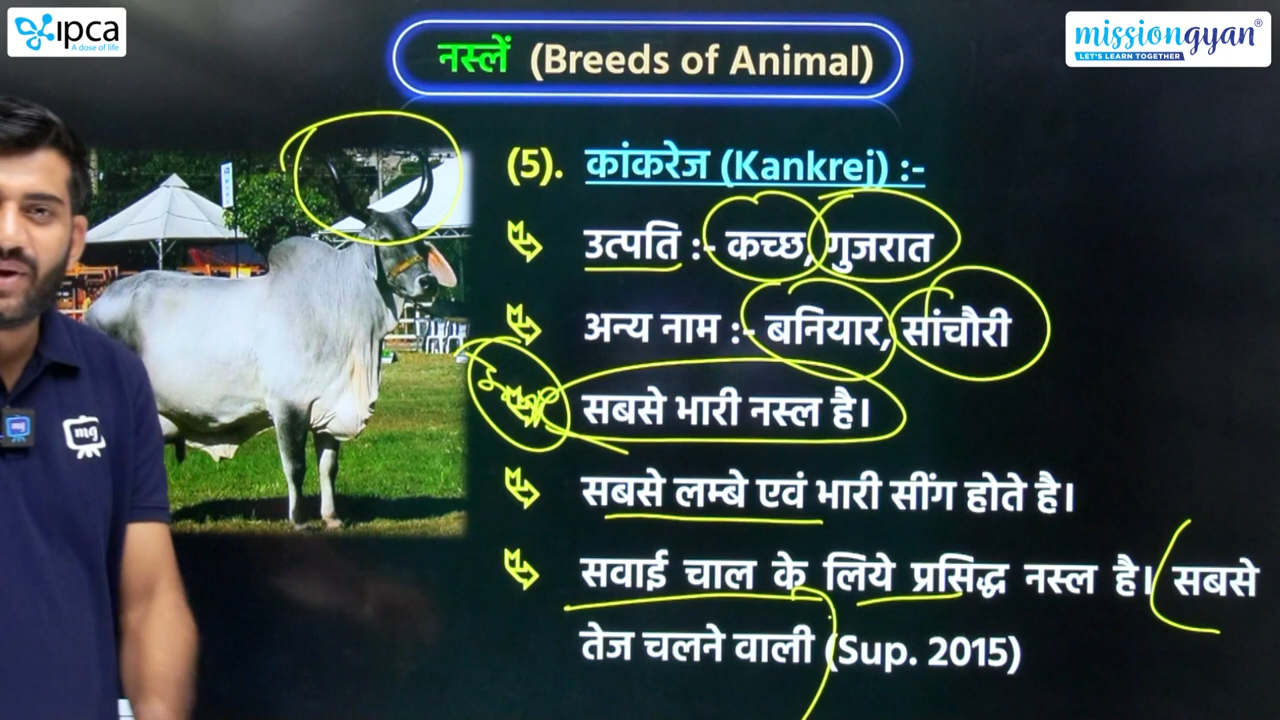 ipca
A dose of life
नस्लें (Breeds of Animal)
missiongyan®
LET'S LEARN TOGETHER
(5). कांकरेज (Kankrej) :-
उत्पति :- कच्छ, गुजरात
अन्य नाम :- बनियार, सांचौरी
सबसे भारी नस्ल है।
सबसे लम्बे एवं भारी सींग होते है।
सवाई चाल के लिये प्रसिद्ध नस्ल है। सबसे
तेज चलने वाली (Sup. 2015)
mg